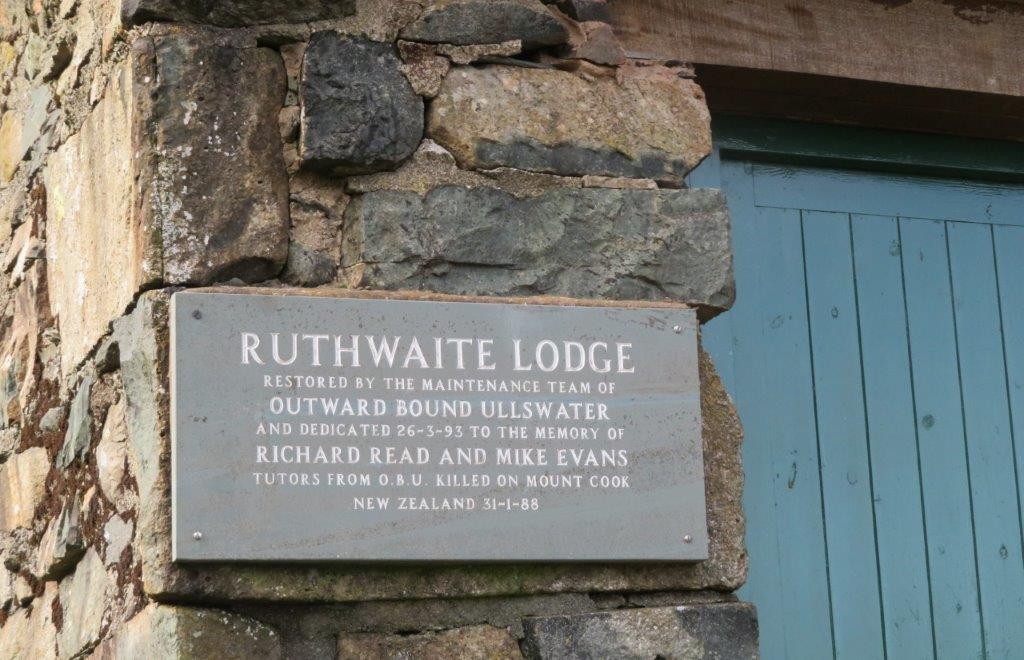 RUTHWAITE LODGE
RESTORED BY THE MAINTENANCE TEAM OF
OUTWARD BOUND ULLSWATER
AND DEDICATED 26-3-93 TO THE MEMORY OF
RICHARD READ AND MIKE EVANS
TUTORS FROM O.B.U. KILLED ON MOUNT COOK
NEW ZEALAND 31-1-88